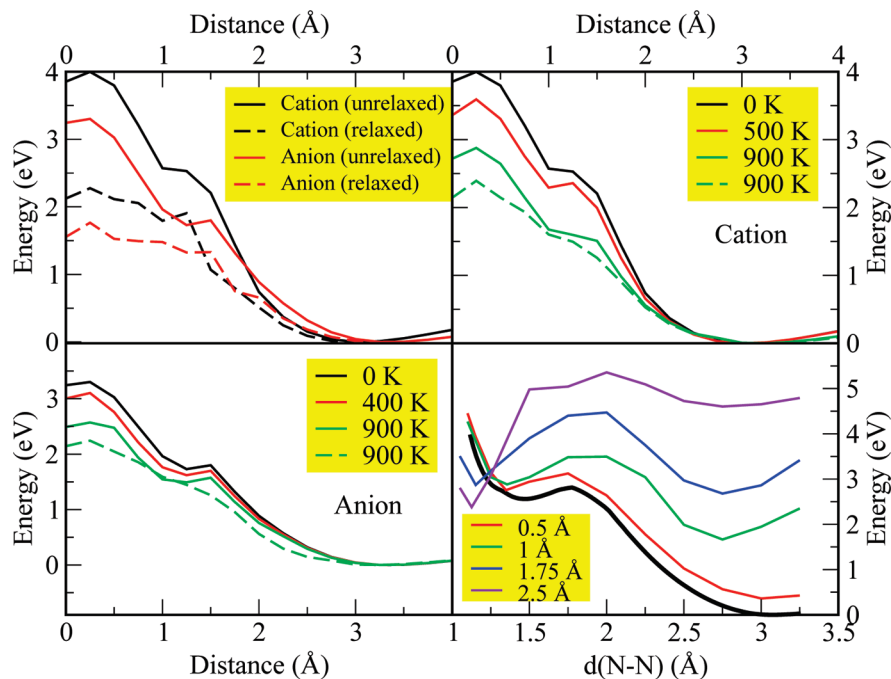 Distance (Å)
Distance (Å)
0 1 2 3
0 1 2 3 4
4
3
2
1
0
Energy (eV)
Cation (unrelaxed)
Cation (relaxed)
Anion (unrelaxed)
Anion (relaxed)
0 K
500 K
900 K
900 K
Cation
4
3
2
1
0
Energy (eV)
3
2
1
0
Energy (eV)
0 K
400 K
900 K
900 K
Anion
0.5 Å
1 Å
1.75 Å
2.5 Å
5
4
3
2
1
0
Energy (eV)
0 1 2 3
1 1.5 2 2.5 3 3.5
Distance (Å)
d(N-N) (Å)